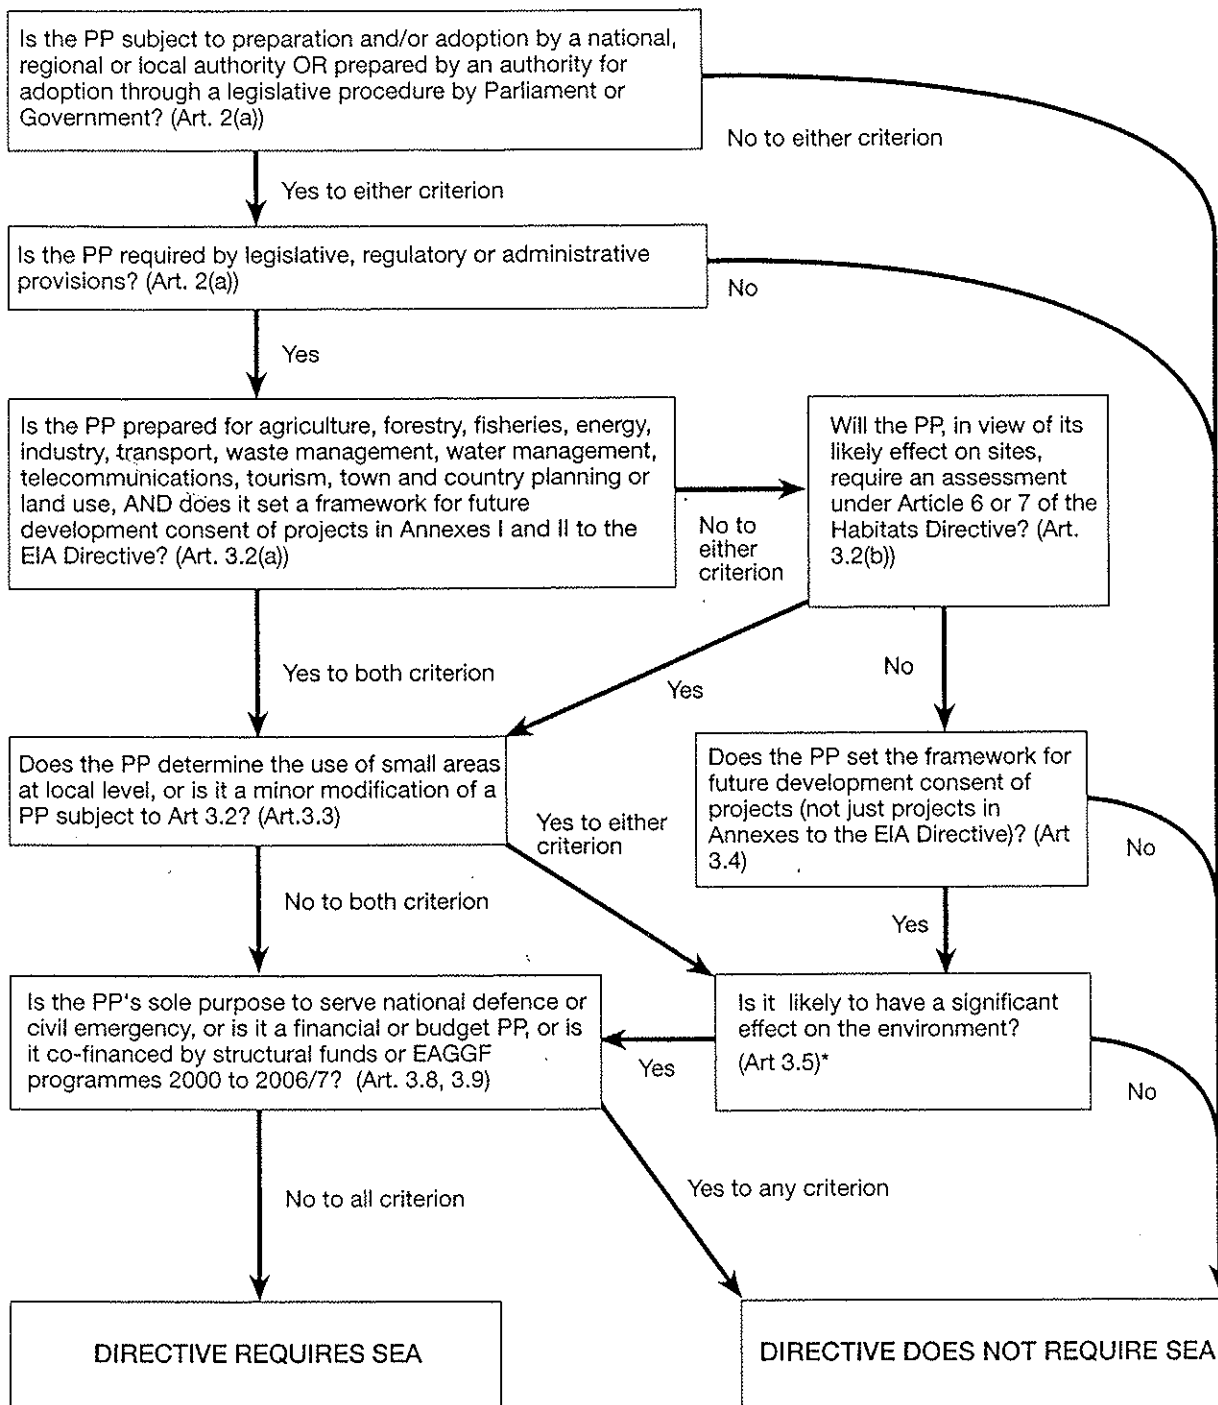 Is the PP subject to preparation and/or adoption by a national,
regional or local authority OR prepared by an authority for
adoption through a legislative procedure by Parliament or
Government? (Art. 2(a))
No to either criterion
Yes to either criterion
Is the PP required by legislative, regulatory or administrative
provisions? (Art. 2(a))
No
Yes
Is the PP prepared for agriculture, forestry, fisheries, energy,
industry, transport, waste management, water management,
telecommunications, tourism, town and country planning or
land use, AND does it set a framework for future
development consent of projects in Annexes I and II to the
EIA Directive? (Art. 3.2(a))
No to
either
criterion
Will the PP, in view of its
likely effect on sites,
require an assessment
under Article 6 or 7 of the
Habitats Directive? (Art.
3.2(b))
Yes to both criterion
Yes
No
Does the PP determine the use of small areas
at local level, or is it a minor modification of a
PP subject to Art 3.2? (Art.3.3)
Yes to either
criterion
Does the PP set the framework for
future development consent of
projects (not just projects in
Annexes to the EIA Directive)? (Art
3.4)
No
No to both criterion
Yes
Is the PP's sole purpose to serve national defence or
civil emergency, or is it a financial or budget PP, or is
it co-financed by structural funds or EAGGF
programmes 2000 to 2006/7? (Art. 3.8, 3.9)
Yes
Is it likely to have a significant
effect on the environment?
(Art 3.5)*
No
No to all criterion
Yes to any criterion
DIRECTIVE REQUIRES SEA
DIRECTIVE DOES NOT REQUIRE SEA